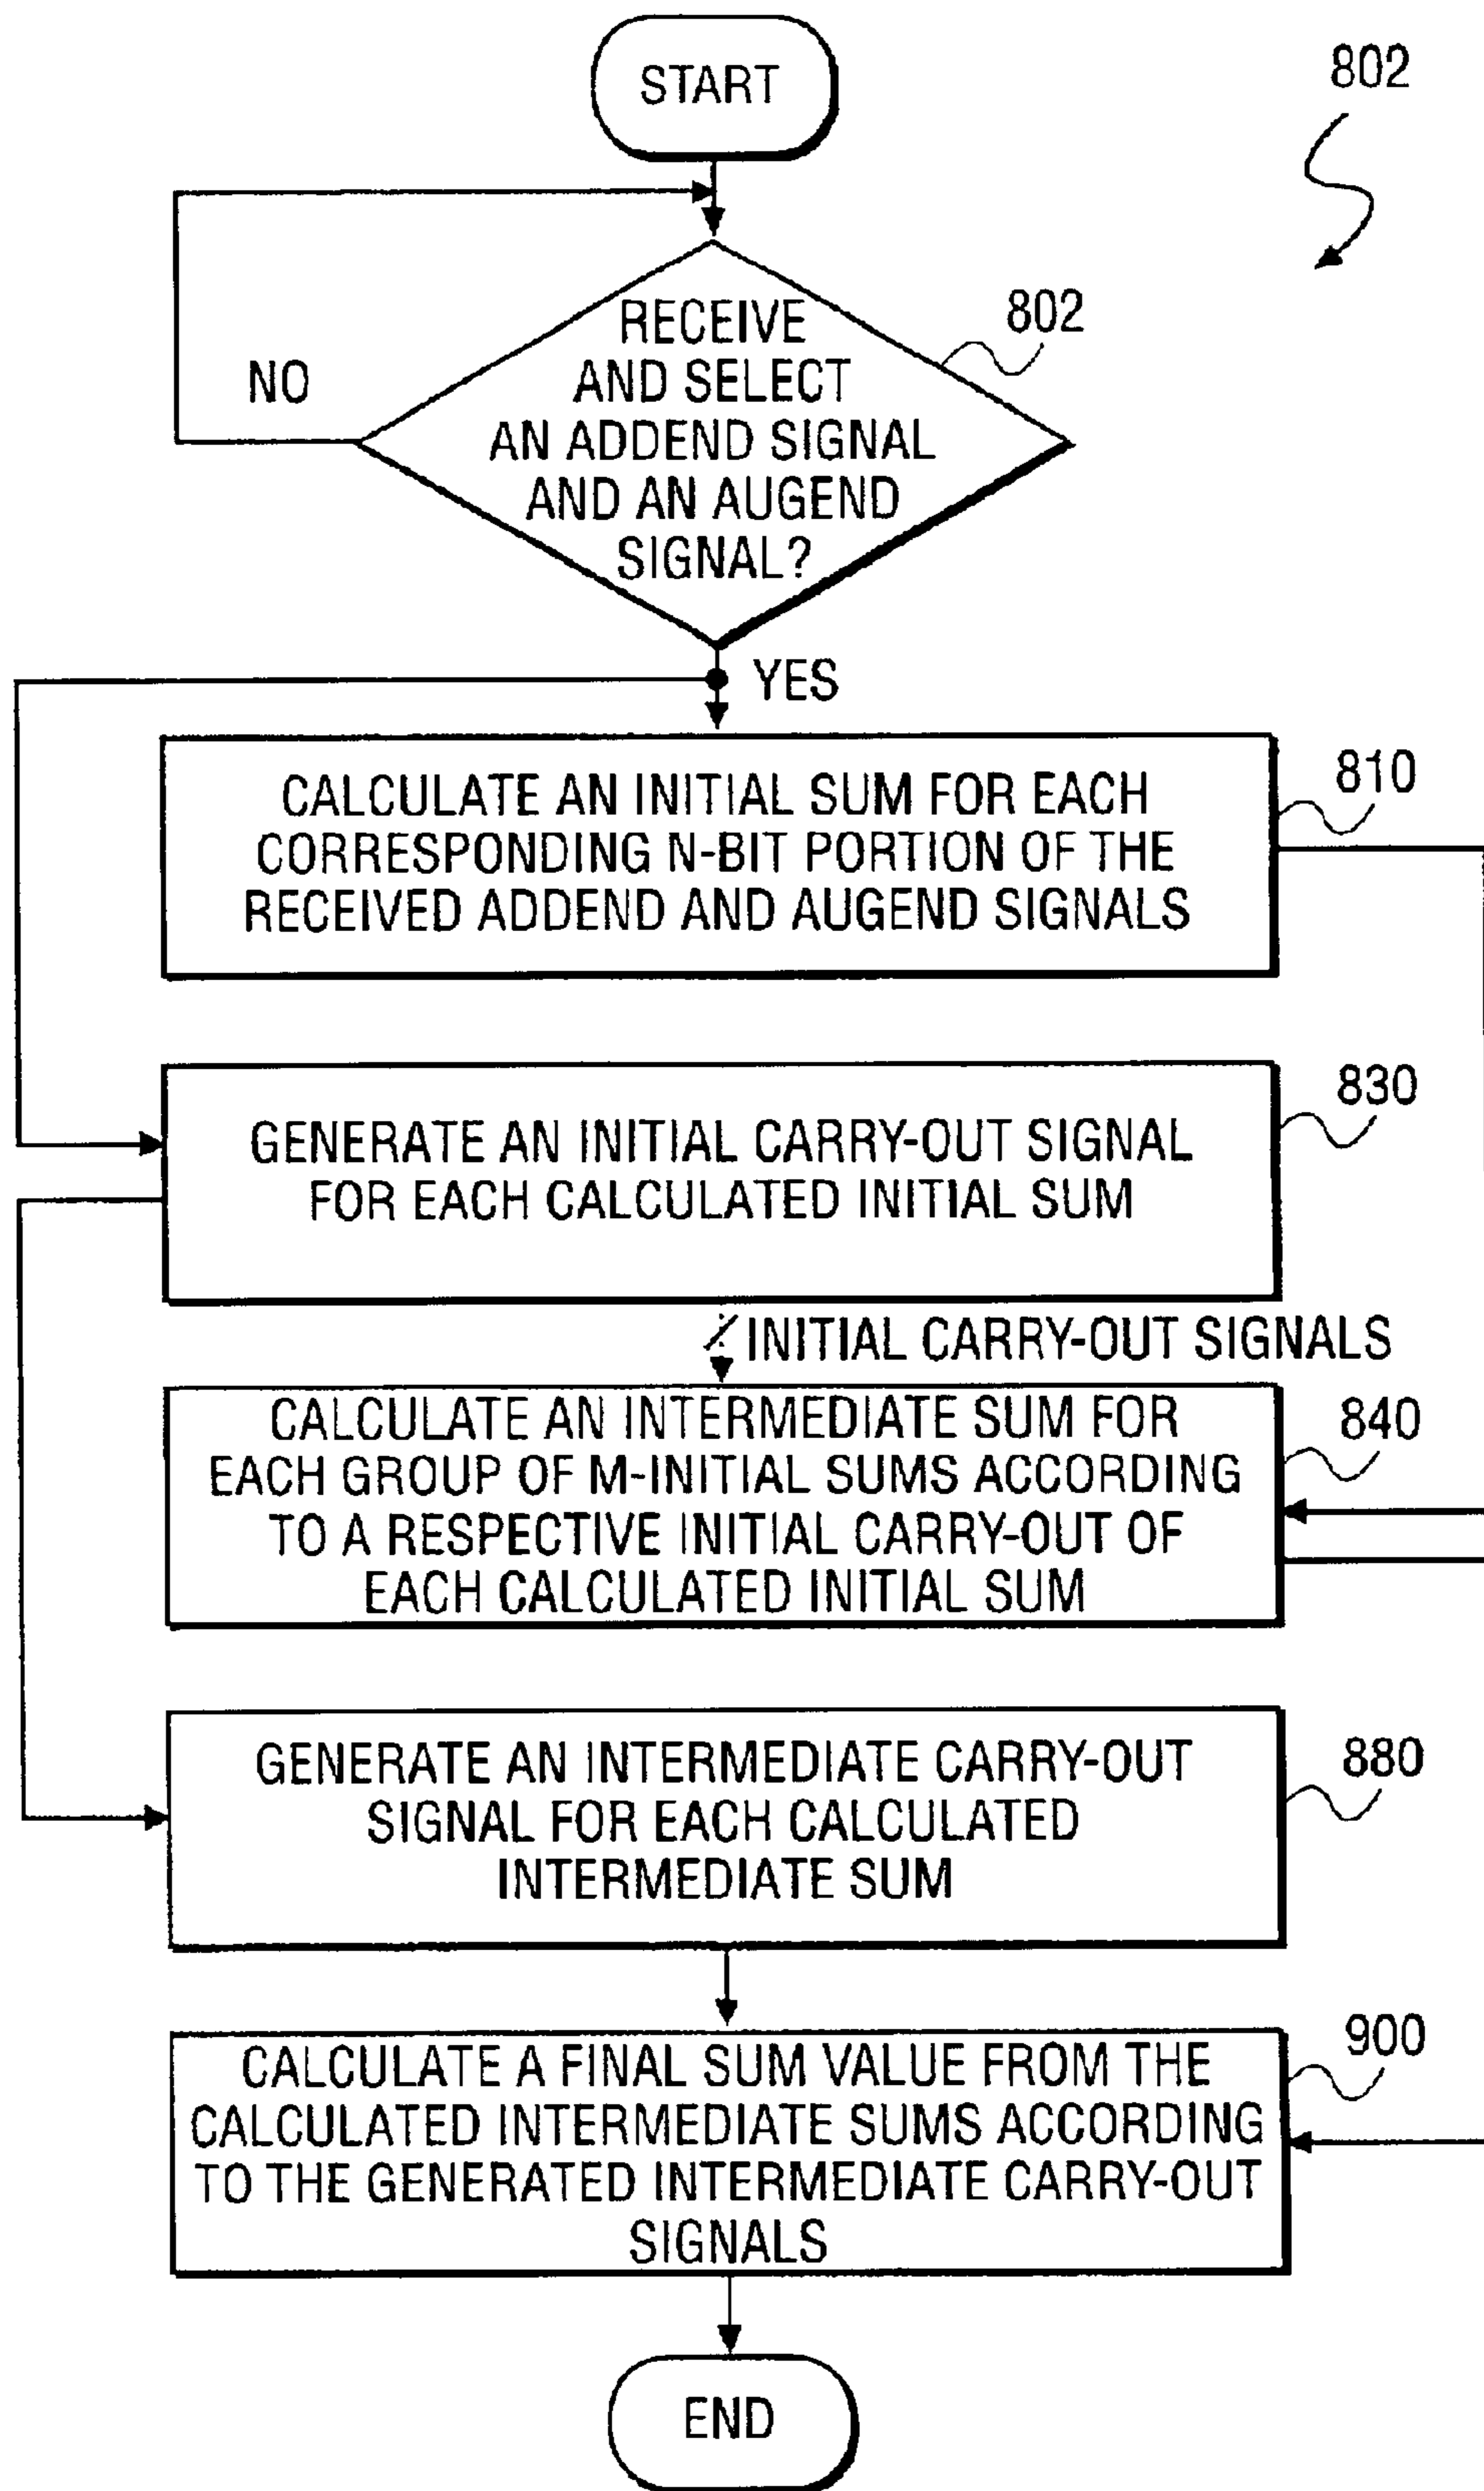 START
802
802
RECEIVE
AND SELECT
AN ADDEND SIGNAL
AND AN AUGEND
SIGNAL?
NO
YES
CALCULATE AN INITIAL SUM FOR EACH
CORRESPONDING N-BIT PORTION OF THE
RECEIVED ADDEND AND AUGEND SIGNALS
810
GENERATE AN INITIAL CARRY-OUT SIGNAL
FOR EACH CALCULATED INITIAL SUM
830
INITIAL CARRY-OUT SIGNALS
CALCULATE AN INTERMEDIATE SUM FOR
EACH GROUP OF M-INITIAL SUMS ACCORDING
TO A RESPECTIVE INITIAL CARRY-OUT OF
EACH CALCULATED INITIAL SUM
840
GENERATE AN INTERMEDIATE CARRY-OUT
SIGNAL FOR EACH CALCULATED
INTERMEDIATE SUM
880
CALCULATE A FINAL SUM VALUE FROM THE
CALCULATED INTERMEDIATE SUMS ACCORDING
TO THE GENERATED INTERMEDIATE CARRY-OUT
SIGNALS
900
END